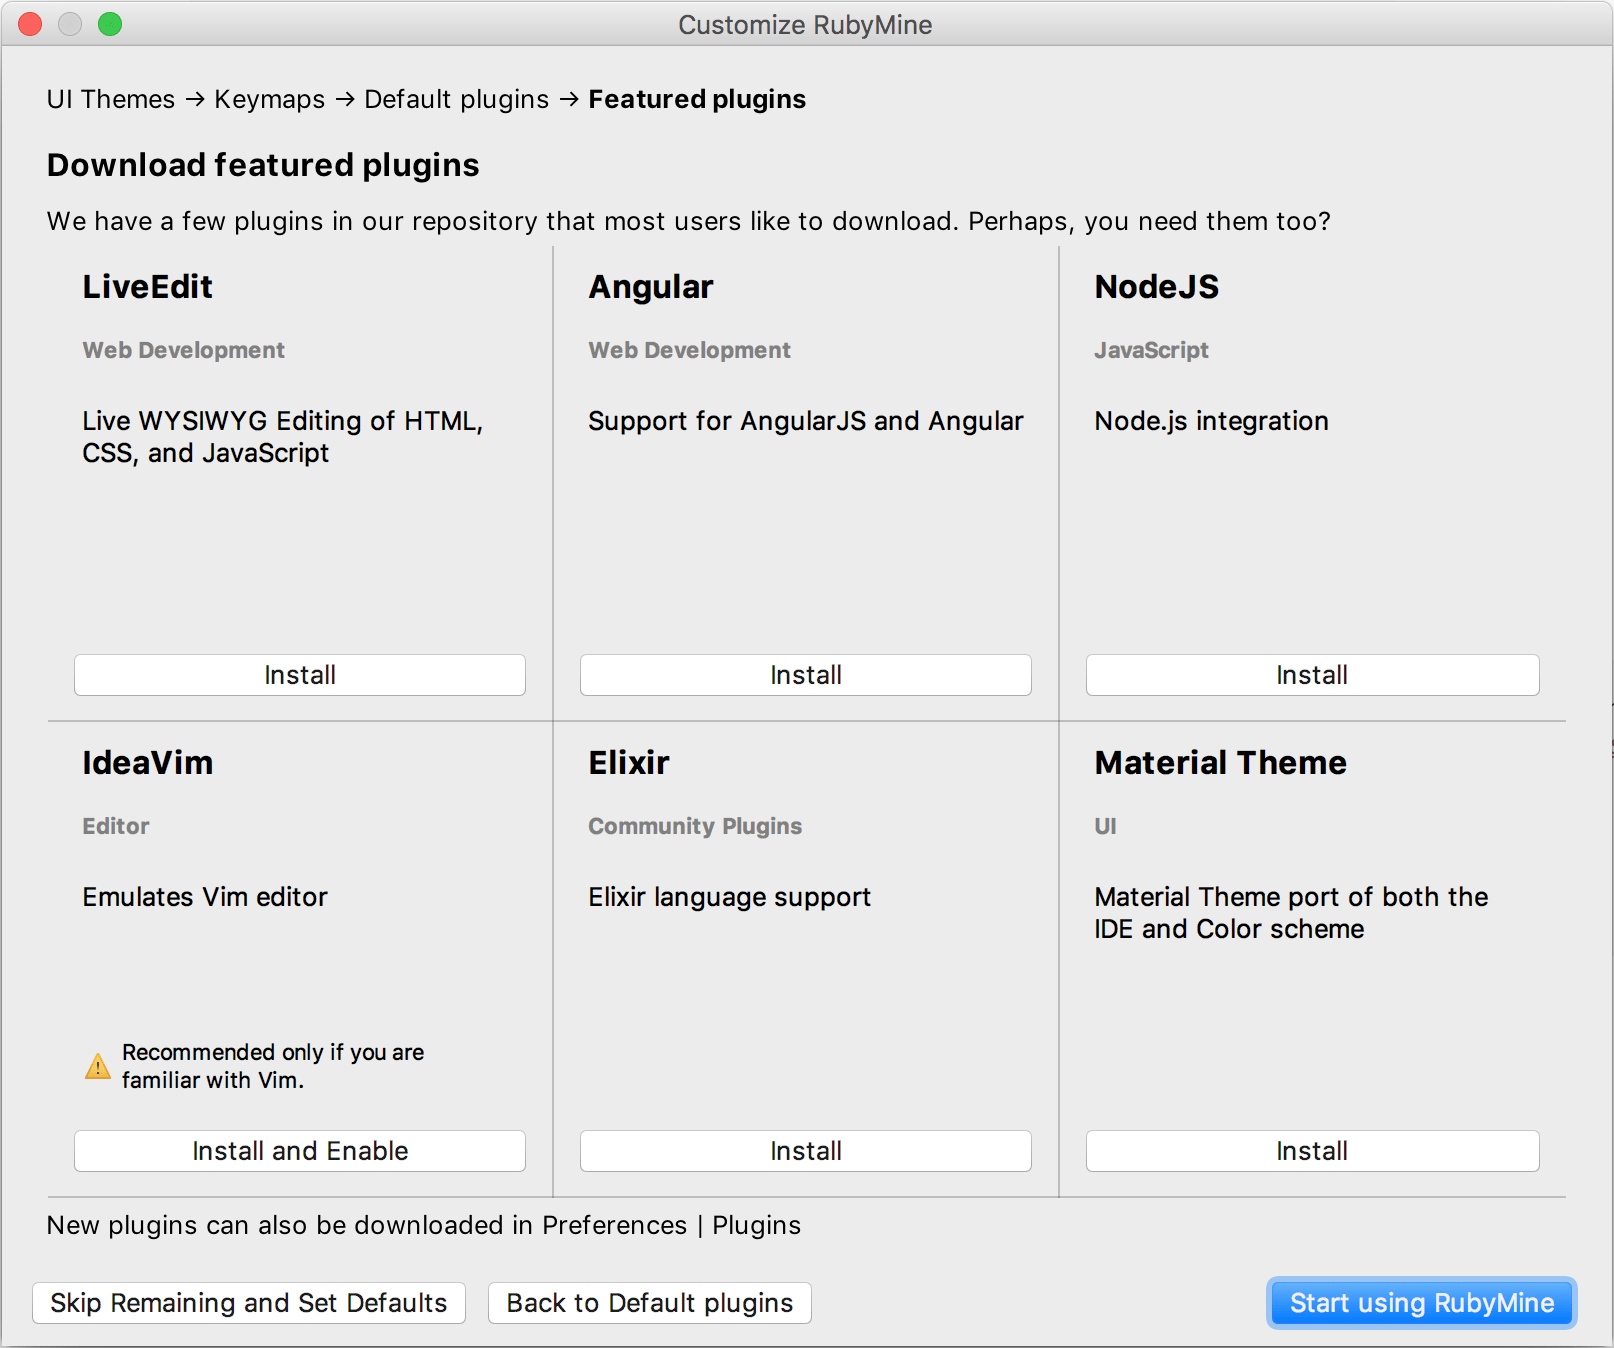 Customize RubyMine
UI Themes → Keymaps → Default plugins → Featured plugins
Download featured plugins
We have a few plugins in our repository that most users like to download. Perhaps, you need them too?
LiveEdit
Web Development
Live WYSIWYG Editing of HTML,
CSS, and JavaScript
Install
Angular
Web Development
Support for AngularJS and Angular
Install
NodeJS
JavaScript
Node.js integration
Install
IdeaVim
Editor
Emulates Vim editor
Recommended only if you are
familiar with Vim.
Install and Enable
Elixir
Community Plugins
Elixir language support
Install
Material Theme
UI
Material Theme port of both the
IDE and Color scheme
Install
New plugins can also be downloaded in Preferences | Plugins
Skip Remaining and Set Defaults
Back to Default plugins
Start using RubyMine